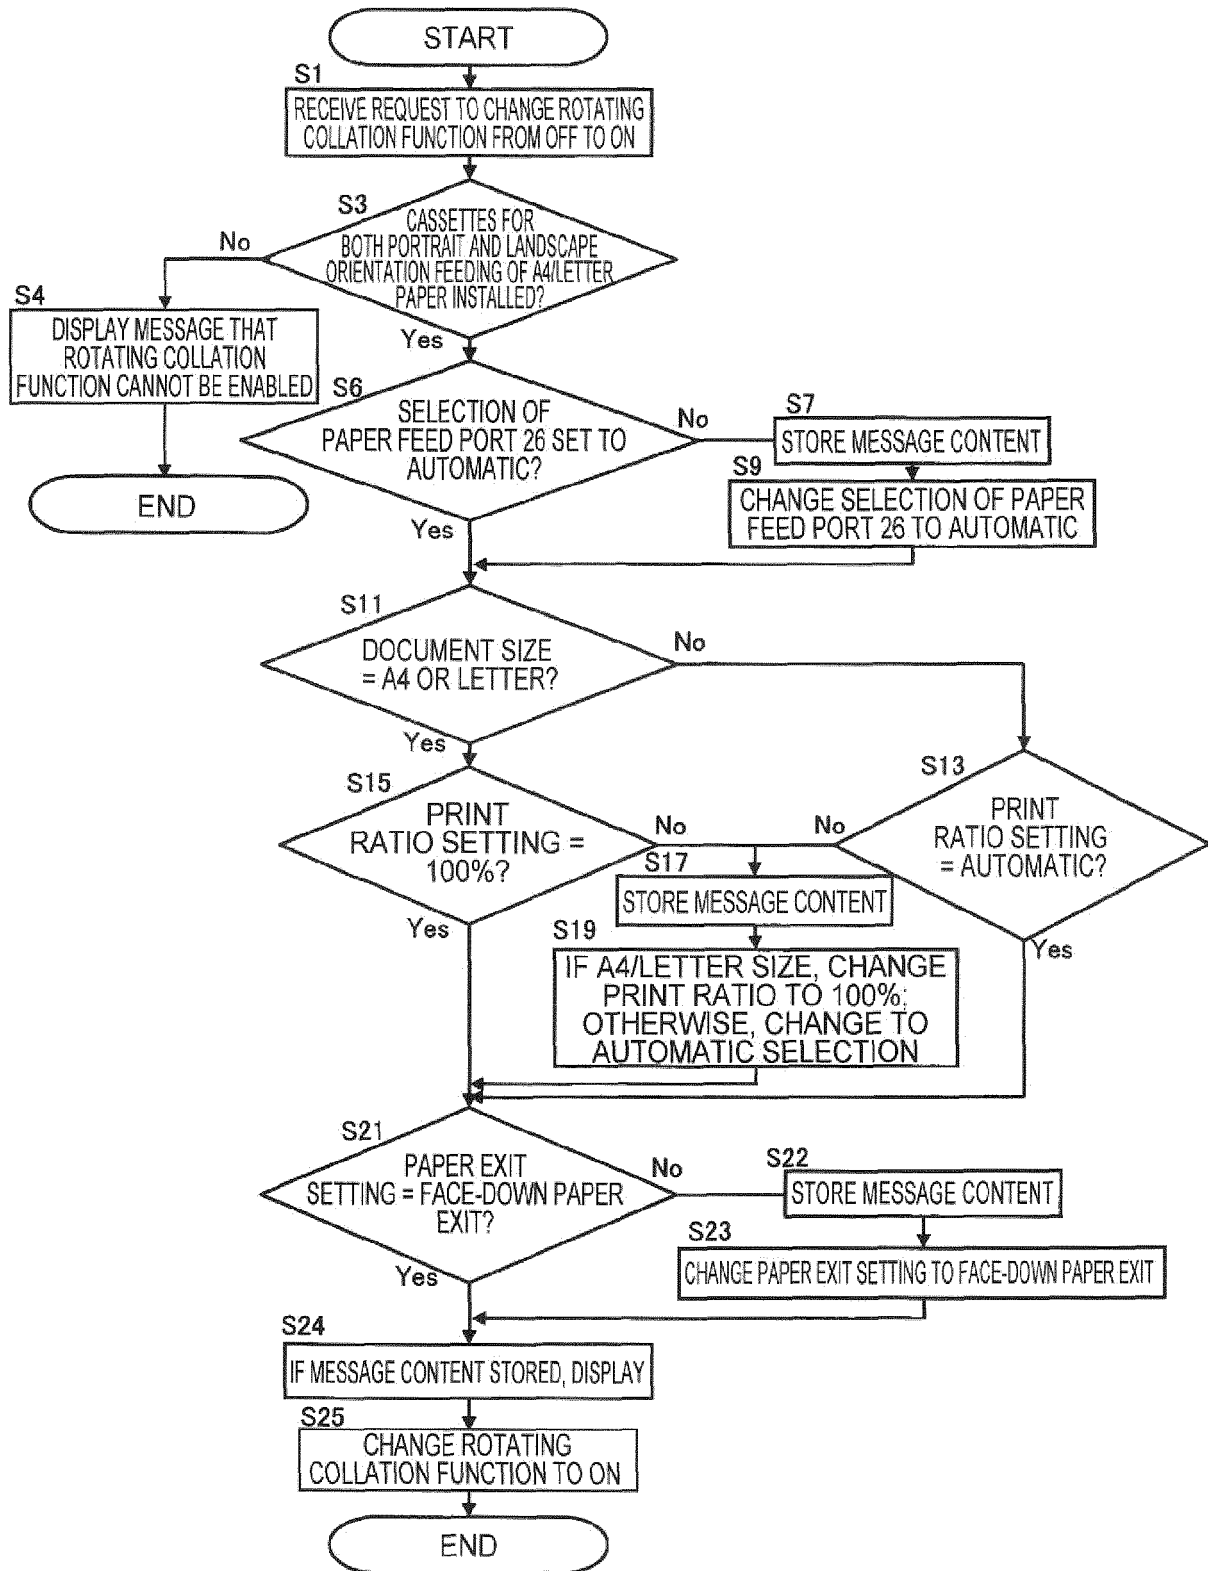 START
S1
RECEIVE REQUEST TO CHANGE ROTATING
COLLATION FUNCTION FROM OFF TO ON
S3
CASSETTES FOR
BOTH PORTRAIT AND LANDSCAPE
ORIENTATION FEEDING OF A4/LETTER
PAPER INSTALLED?
No
Yes
S4
DISPLAY MESSAGE THAT
ROTATING COLLATION
FUNCTION CANNOT BE ENABLED
END
S6
SELECTION OF
PAPER FEED PORT 26 SET TO
AUTOMATIC?
No
Yes
S7
STORE MESSAGE CONTENT
S9
CHANGE SELECTION OF PAPER
FEED PORT 26 TO AUTOMATIC
S11
DOCUMENT SIZE
= A4 OR LETTER?
No
Yes
S15
PRINT
RATIO SETTING =
100%?
No
Yes
S13
PRINT
RATIO SETTING
= AUTOMATIC?
No
Yes
S17
STORE MESSAGE CONTENT
S19
IF A4/LETTER SIZE, CHANGE
PRINT RATIO TO 100%;
OTHERWISE, CHANGE TO
AUTOMATIC SELECTION
S21
PAPER EXIT
SETTING = FACE-DOWN PAPER
EXIT?
No
Yes
S22
STORE MESSAGE CONTENT
S23
CHANGE PAPER EXIT SETTING TO FACE-DOWN PAPER EXIT
S24
IF MESSAGE CONTENT STORED, DISPLAY
S25
CHANGE ROTATING
COLLATION FUNCTION TO ON
END